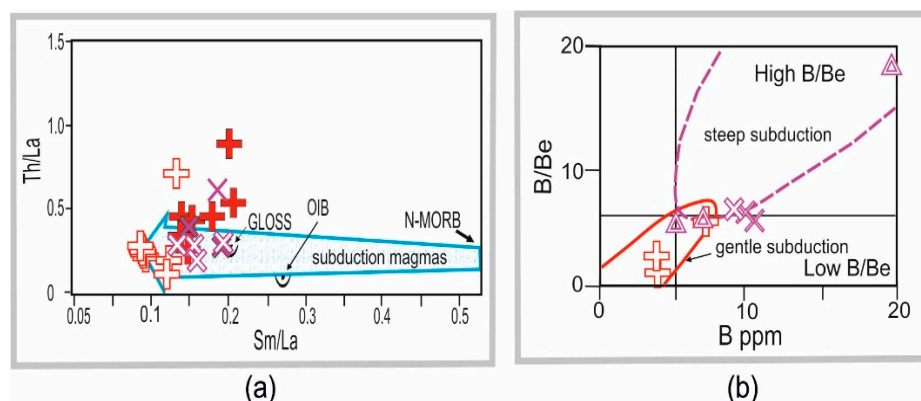 1.5
1.0
0.5
0
Th/La
GLOSS
OIB
N-MORB
subduction magmas
0.05
0.1
0.2
0.3
0.4
0.5
Sm/La
(a)
20
10
0
B/Be
High B/Be
steep subduction
gentle subduction
Low B/Be
0
10
20
B ppm
(b)